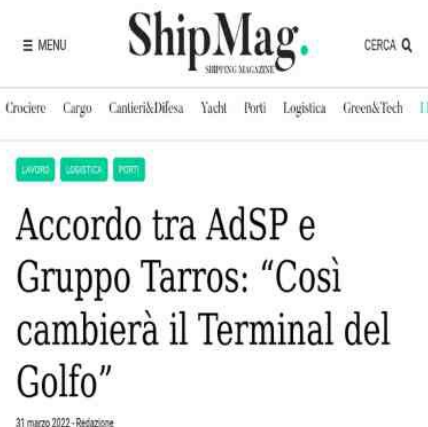 MENU
ShipMag.
SHIPPING MAGAZINE
CERCA
Crociere Cargo Cantieri&Difesa Yacht Porti Logistica Green&Tech
LAVORO LOGISTICA PORTI
Accordo tra AdSP e
Gruppo Tarros: “Così
cambierà il Terminal del
Golfo”
31 marzo 2022 - Redazione